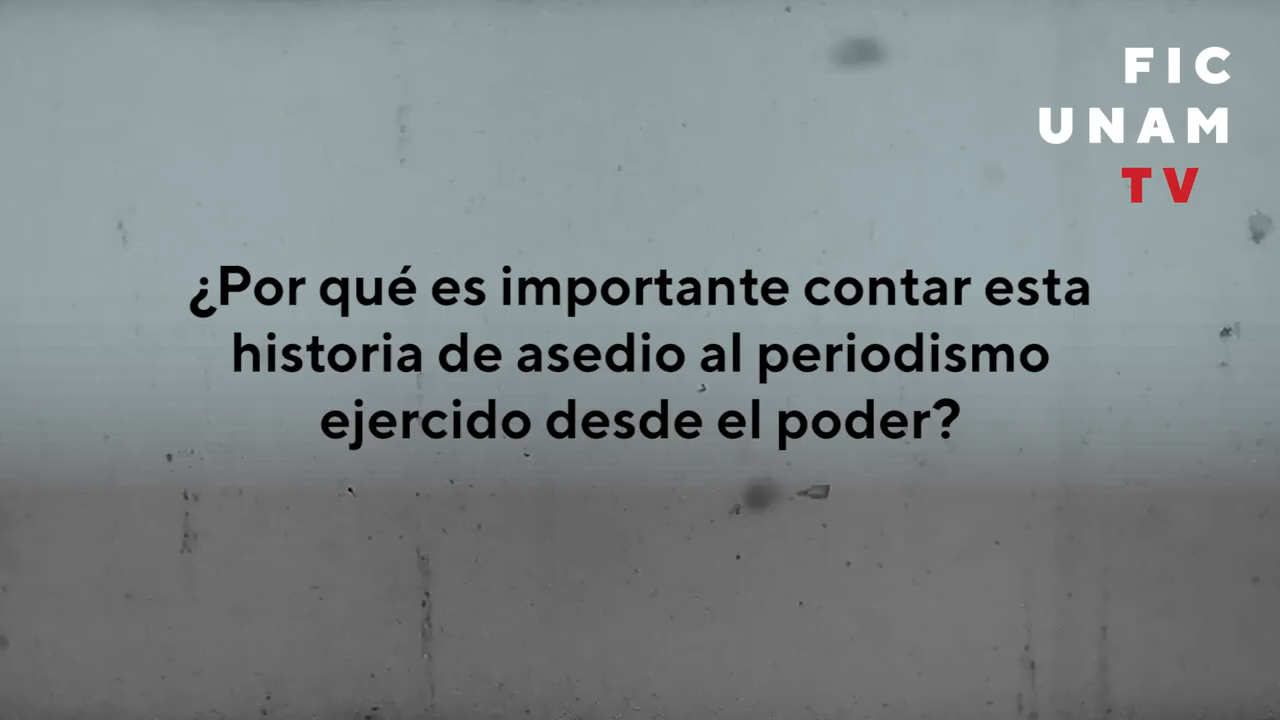 FIC
UNAM
TV
¿Por qué es importante contar esta
historia de asedio al periodismo
ejercido desde el poder?